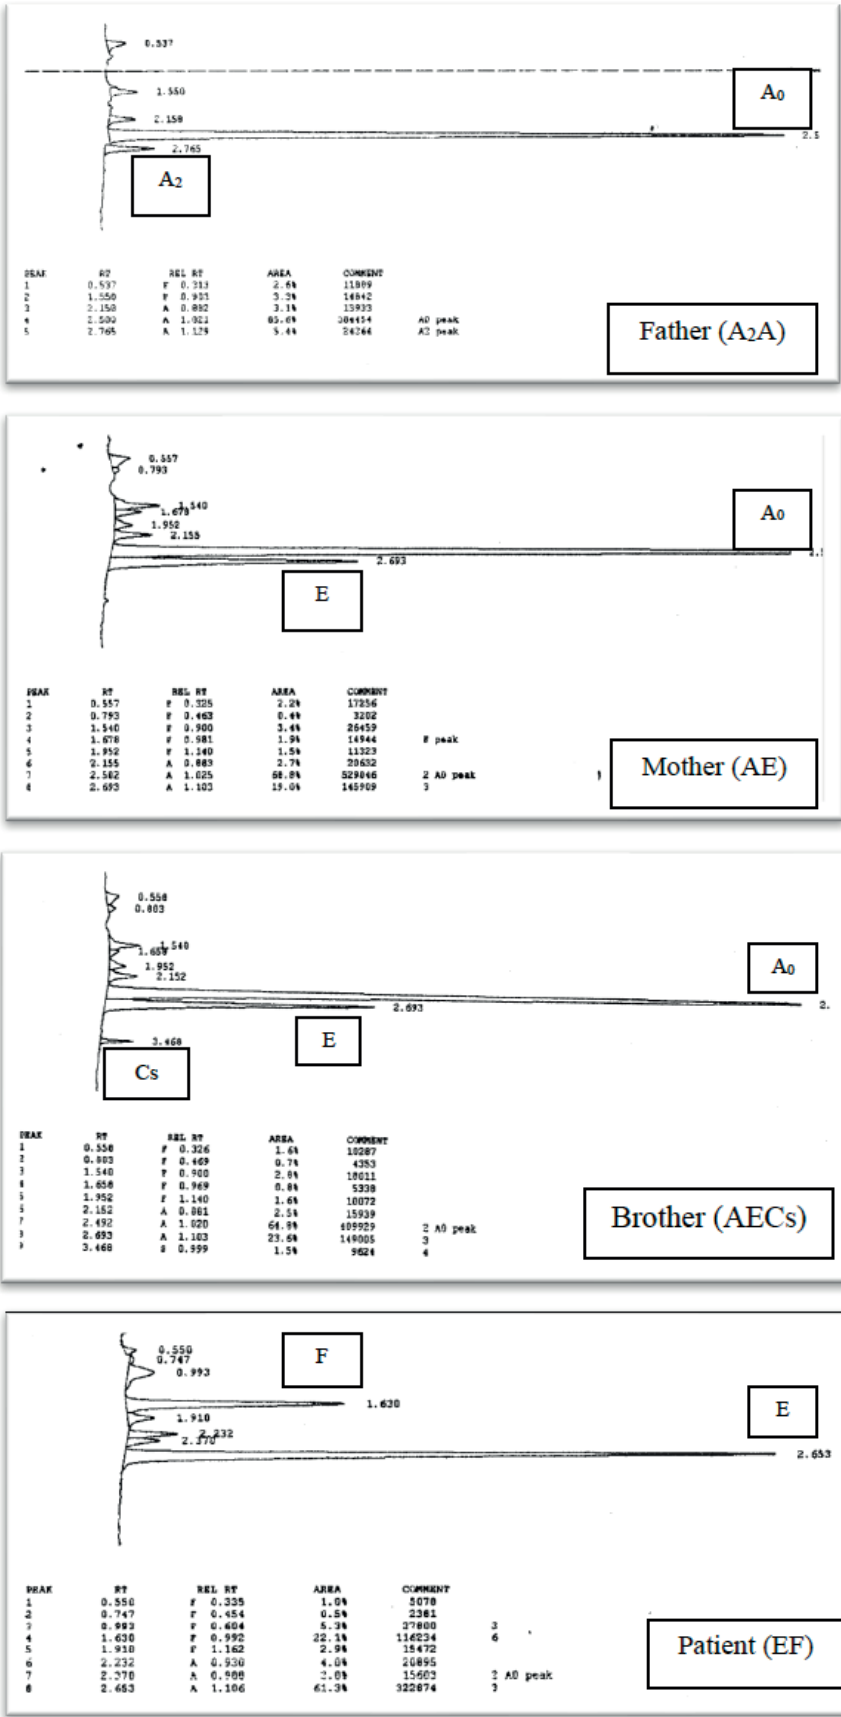 0.537
1.550
A0
2.158
2.5
2.765
A2
PEAK RT REL RT AREA COMMENT
1 0.537 F 0.313 2.6% 11809
2 1.550 F 0.903 3.3% 14842
3 2.158 A 0.882 3.1% 13933
4 2.500 A 1.021 85.6% 384454 A0 peak
5 2.765 A 1.129 5.4% 24264 A2 peak
Father (A2A)
0.557
0.793
1.540
1.678
A0
1.952
2.155
2.693
E
PEAK RT REL RT AREA COMMENT
1 0.557 F 0.325 2.2% 17256
2 0.793 F 0.463 0.4% 3202
3 1.540 F 0.900 3.4% 26459
4 1.678 F 0.981 1.9% 14944 F peak
5 1.952 F 1.140 1.5% 11323
6 2.155 A 0.883 2.7% 20632
7 2.502 A 1.025 68.8% 529046 2 A0 peak
8 2.693 A 1.103 19.0% 145909 3
Mother (AE)
0.558
0.803
1.540
1.658
1.952
2.152
A0
2.693
2.
E
3.468
Cs
PEAK RT REL RT AREA COMMENT
1 0.558 F 0.326 1.6% 10287
2 0.803 F 0.469 0.7% 4353
3 1.540 F 0.900 2.8% 18011
4 1.658 F 0.969 0.8% 5338
5 1.952 F 1.140 1.6% 10072
6 2.152 A 0.881 2.5% 15939
7 2.492 A 1.020 64.8% 409929 2 A0 peak
8 2.693 A 1.103 23.6% 149005 3
9 3.468 S 0.999 1.5% 9624 4
Brother (AECs)
0.550
0.747
F
0.993
1.630
E
1.910
2.232
2.370
2.653
PEAK RT REL RT AREA COMMENT
1 0.550 F 0.335 1.0% 5078
2 0.747 F 0.454 0.5% 2381
3 0.993 F 0.604 5.3% 27800 3
4 1.630 F 0.992 22.1% 116234 6
5 1.910 F 1.162 2.9% 15472
6 2.232 A 0.930 4.0% 20895
7 2.370 A 0.988 15603 2 A0 peak
8 2.653 A 1.106 61.3% 322874 3
Patient (EF)